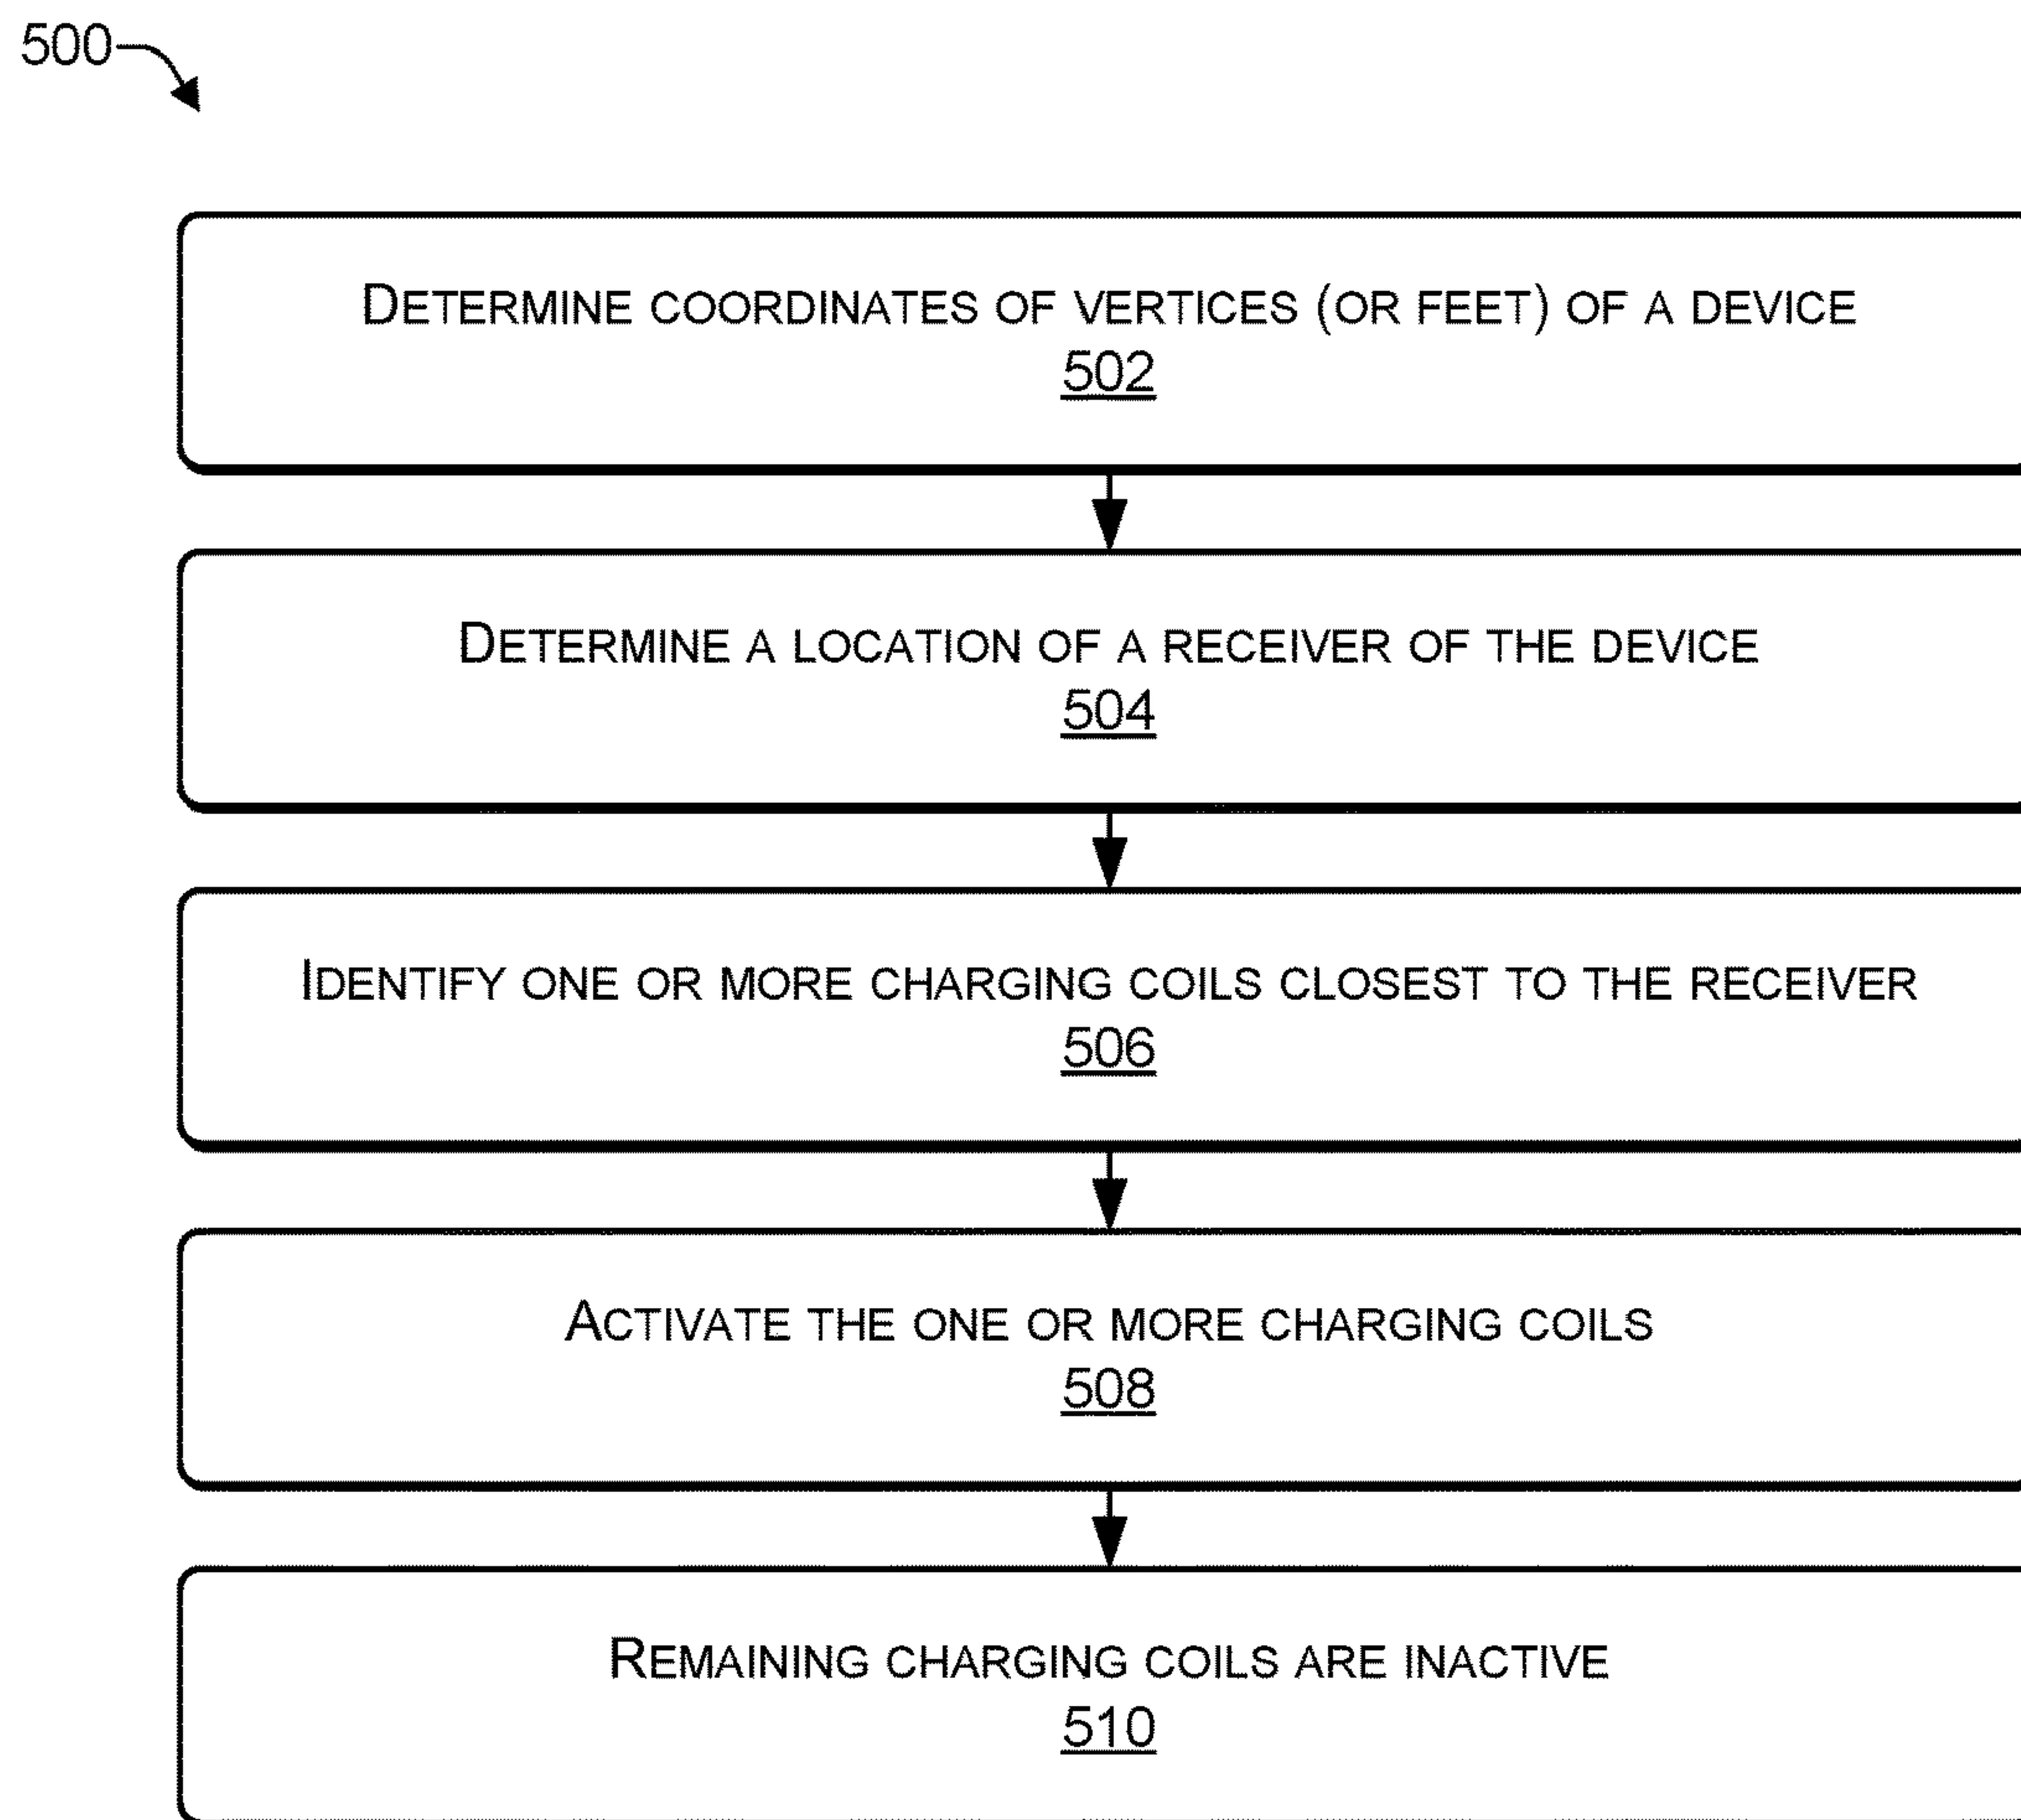 500
DETERMINE COORDINATES OF VERTICES (OR FEET) OF A DEVICE
502
DETERMINE A LOCATION OF A RECEIVER OF THE DEVICE
504
IDENTIFY ONE OR MORE CHARGING COILS CLOSEST TO THE RECEIVER
506
ACTIVATE THE ONE OR MORE CHARGING COILS
508
REMAINING CHARGING COILS ARE INACTIVE
510